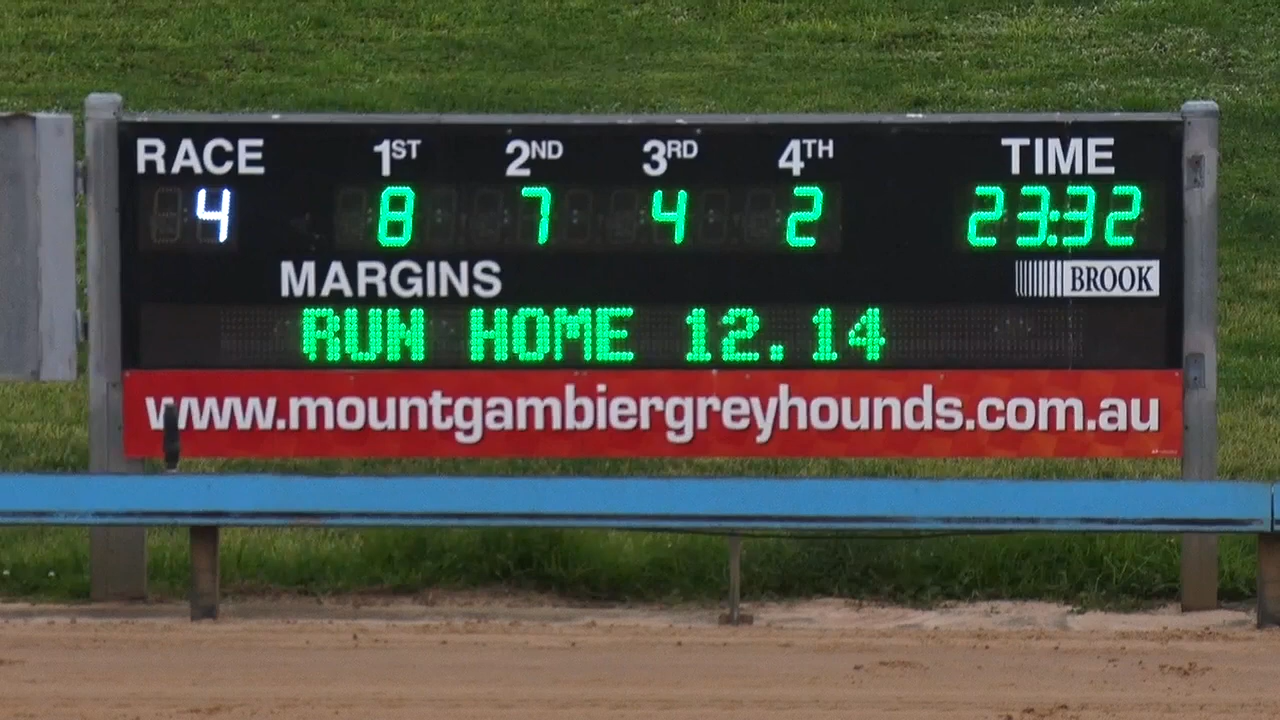 RACE 1ST 2ND 3RD 4TH TIME
4 8 7 4 2 23:32
MARGINS BROOK
RUN HOME 12.14
www.mountgambiergreyhounds.com.au